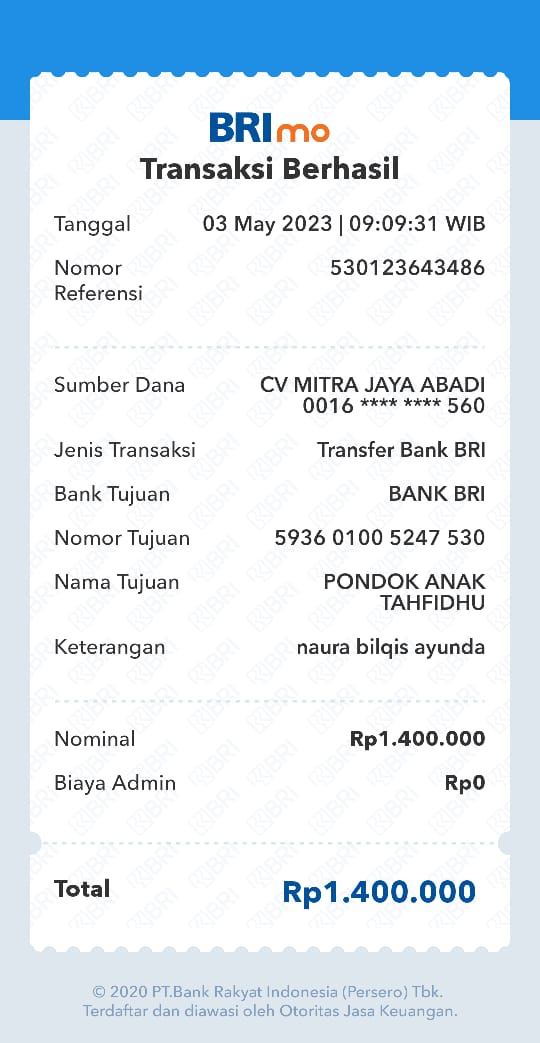 BRImo
Transaksi Berhasil
Tanggal 03 May 2023 | 09:09:31 WIB
Nomor 530123643486
Referensi
Sumber Dana CV MITRA JAYA ABADI
0016 **** **** 560
Jenis Transaksi Transfer Bank BRI
Bank Tujuan BANK BRI
Nomor Tujuan 5936 0100 5247 530
Nama Tujuan PONDOK ANAK
TAHFIDHU
Keterangan naura bilqis ayunda
Nominal Rp1.400.000
Biaya Admin Rp0
Total Rp1.400.000
© 2020 PT.Bank Rakyat Indonesia (Persero) Tbk.
Terdaftar dan diawasi oleh Otoritas Jasa Keuangan.